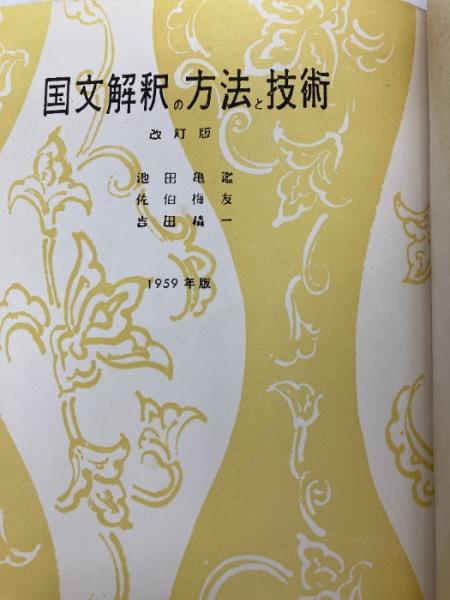 国文解釈の方法と技術
改訂版
池田亀鑑
佐伯梅友
吉田精一
1959年版